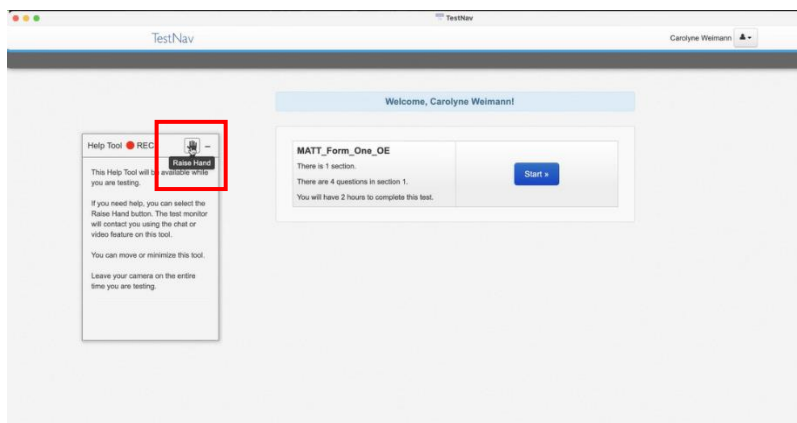 TestNav
TestNav
Carolyne Weimann
Welcome, Carolyne Weimann!
Help Tool REC
Raise Hand
This Help Tool will be available while
you are testing.
If you need help, you can select the
Raise Hand button. The test monitor
will contact you using the chat or
video feature on this tool.
You can move or minimize this tool.
Leave your camera on the entire
time you are testing.
MATT_Form_One_OE
There is 1 section.
There are 4 questions in section 1.
You will have 2 hours to complete this test.
Start »